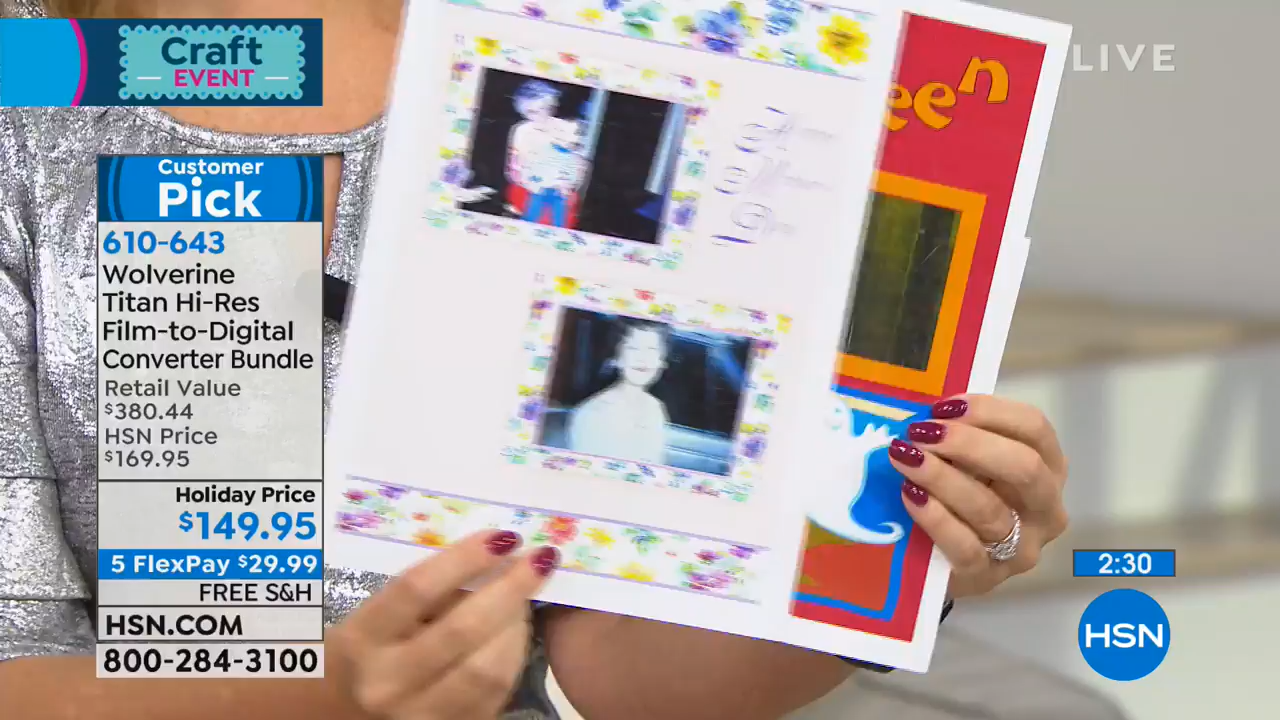 Craft
EVENT
LIVE
een
Customer
Pick
610-643
Wolverine
Titan Hi-Res
Film-to-Digital
Converter Bundle
Retail Value
$380.44
HSN Price
$169.95
Holiday Price
$149.95
5 FlexPay $29.99
FREE S&H
HSN.COM
800-284-3100
2:30
HSN